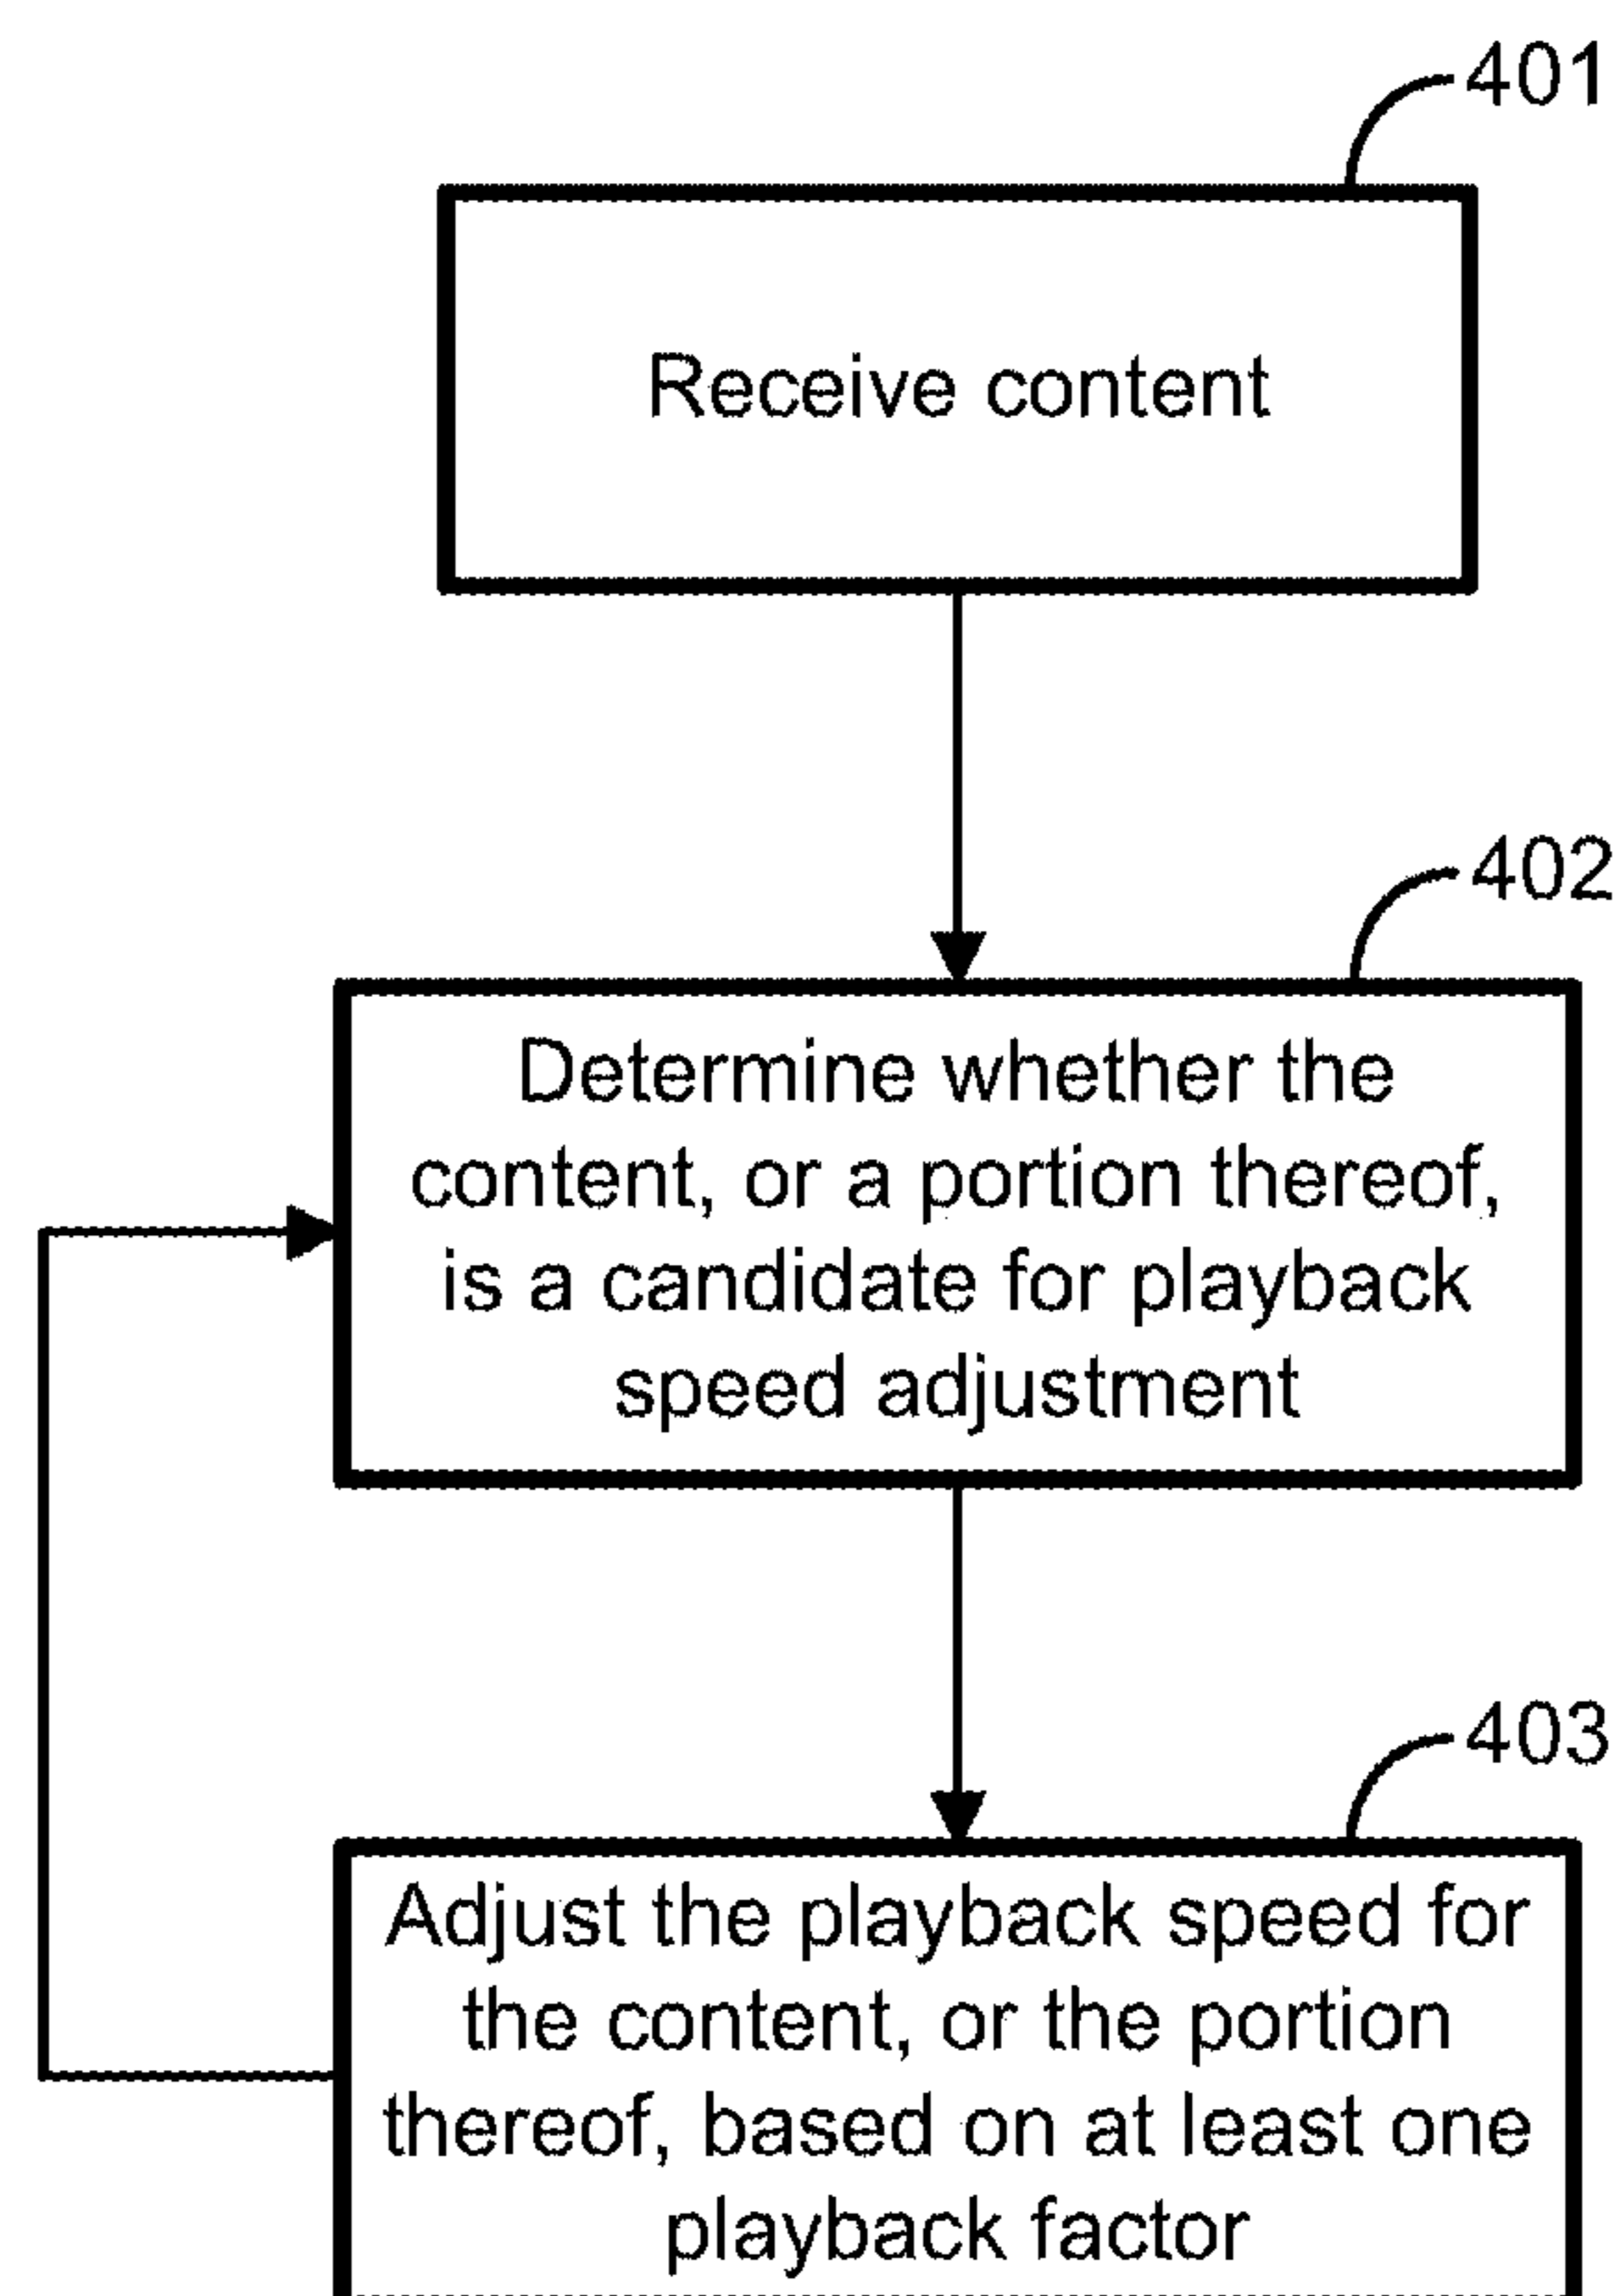 401
Receive content
402
Determine whether the
content, or a portion thereof,
is a candidate for playback
speed adjustment
403
Adjust the playback speed for
the content, or the portion
thereof, based on at least one
playback factor